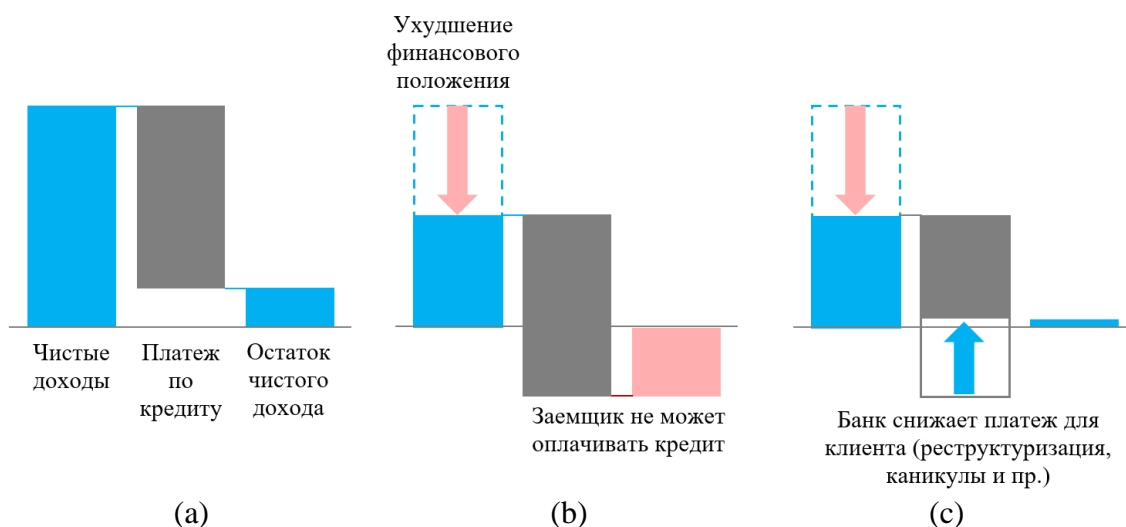 Ухудшение
финансового
положения
Чистые
доходы
Платеж
по
кредиту
Остаток
чистого
дохода
Заемщик не может
оплачивать кредит
Банк снижает платеж для
клиента (реструктуризация,
каникулы и пр.)
(a)
(b)
(c)